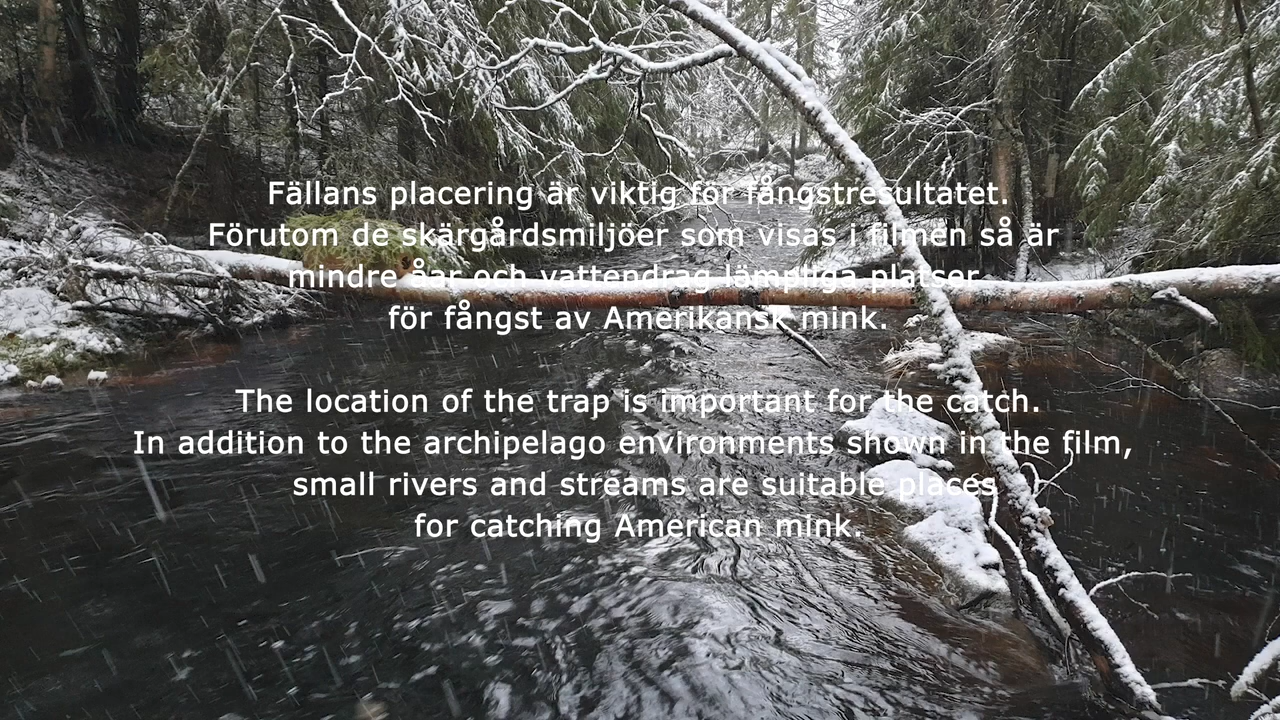 Fällans placering är viktig för fångstresultatet.
Förutom de skärgårdsmiljöer som visas i filmen så är
mindre åar och vattendrag lämpliga platser
för fångst av Amerikansk mink.
The location of the trap is important for the catch.
In addition to the archipelago environments shown in the film,
small rivers and streams are suitable places
for catching American mink.